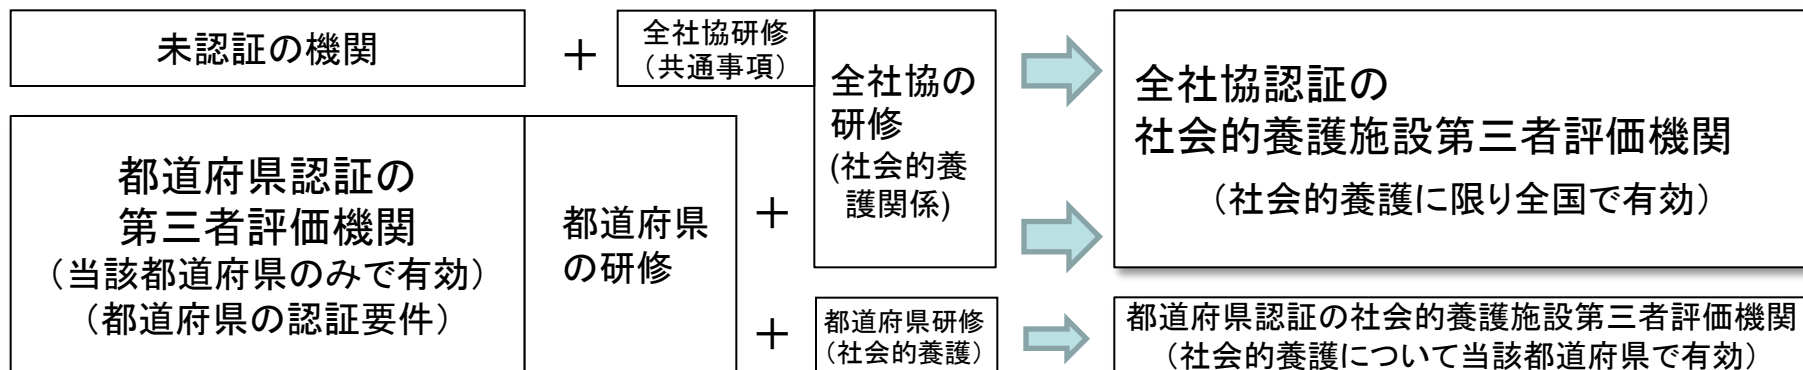 未認証の機関
＋
全社協研修
（共通事項）
全社協の
研修
(社会的養
護関係)
全社協認証の
社会的養護施設第三者評価機関
（社会的養護に限り全国で有効）
都道府県認証の
第三者評価機関
（当該都道府県のみで有効）
（都道府県の認証要件）
都道府県
の研修
＋
＋
都道府県研修
（社会的養護）
都道府県認証の社会的養護施設第三者評価機関
（社会的養護について当該都道府県で有効）